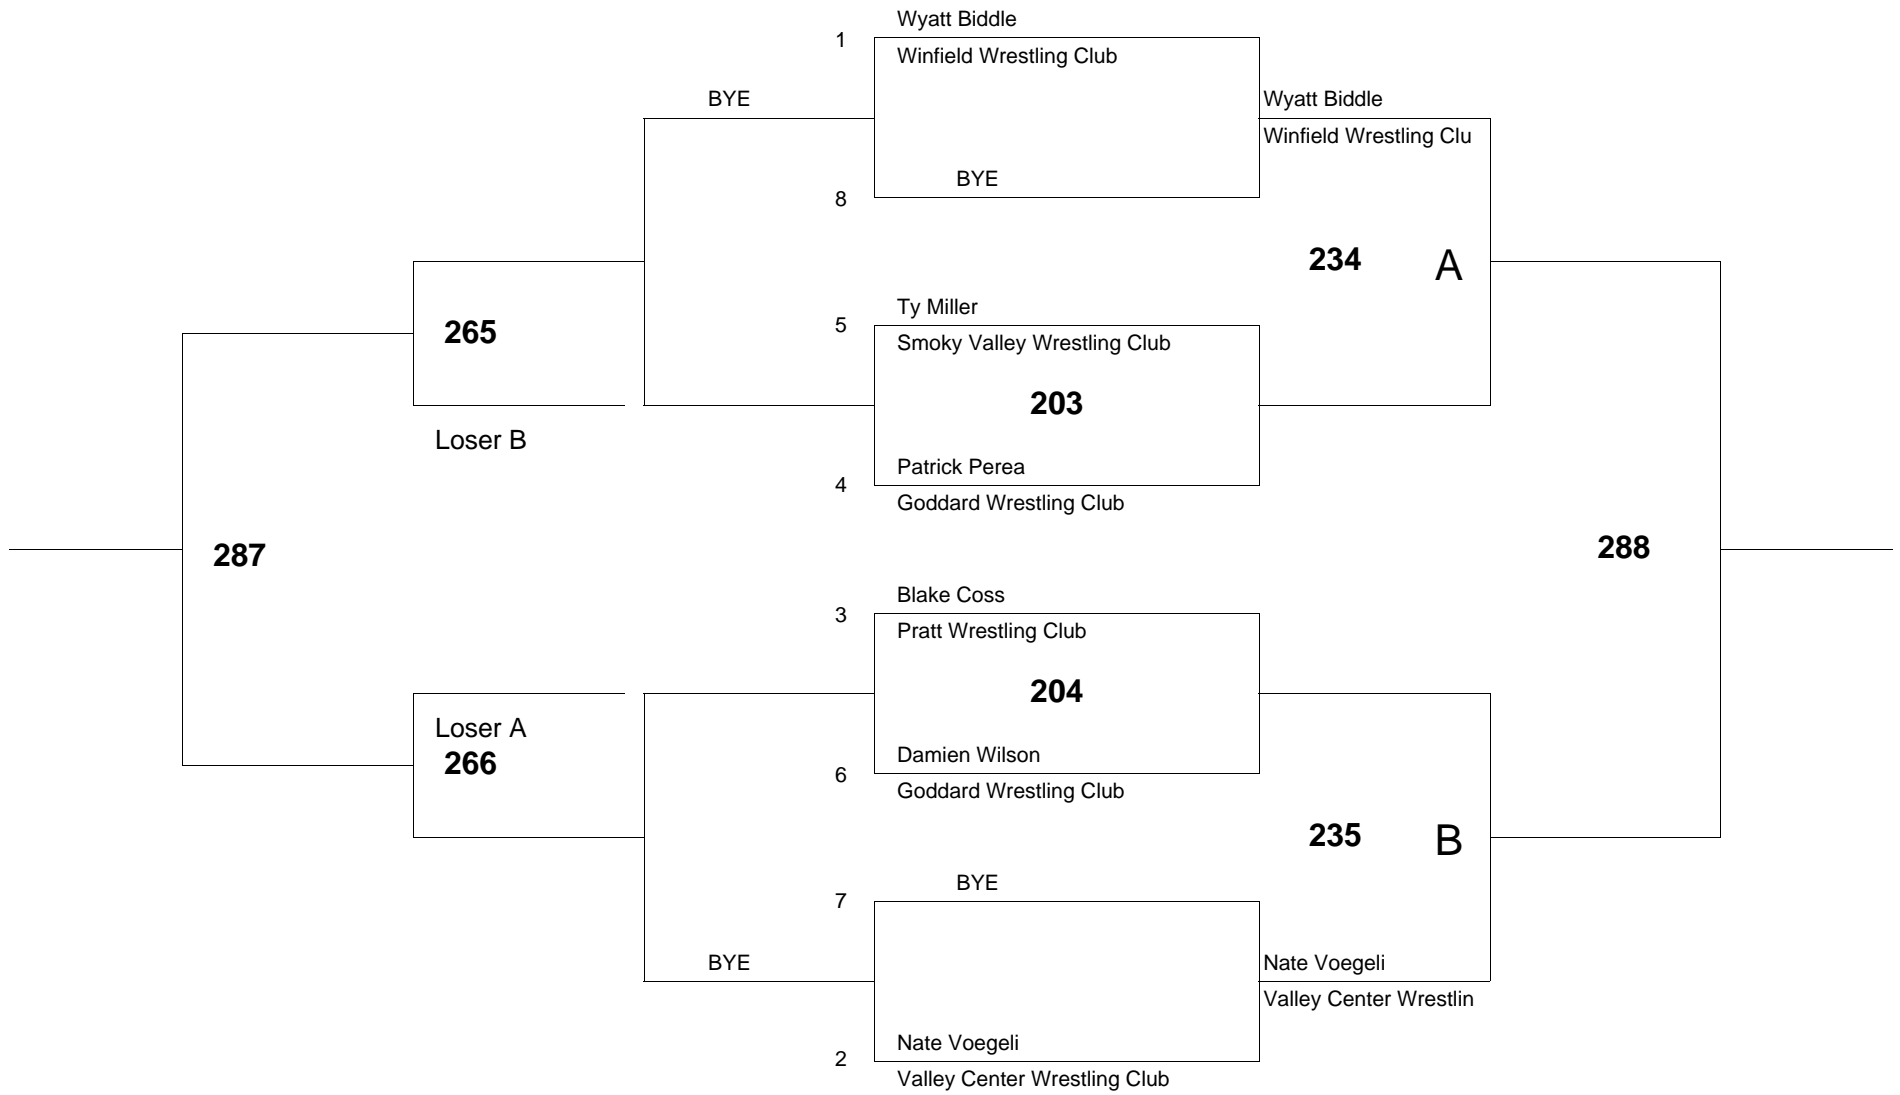 Wyatt Biddle
1
Winfield Wrestling Club
BYE
Wyatt Biddle
Winfield Wrestling Clu
BYE
8
234
A
Ty Miller
5
265
Smoky Valley Wrestling Club
203
Loser B
Patrick Perea
4
Goddard Wrestling Club
287
288
Blake Coss
3
Pratt Wrestling Club
204
Loser A
266
Damien Wilson
6
Goddard Wrestling Club
235
B
BYE
7
BYE
Nate Voegeli
Valley Center Wrestlin
Nate Voegeli
2
Valley Center Wrestling Club